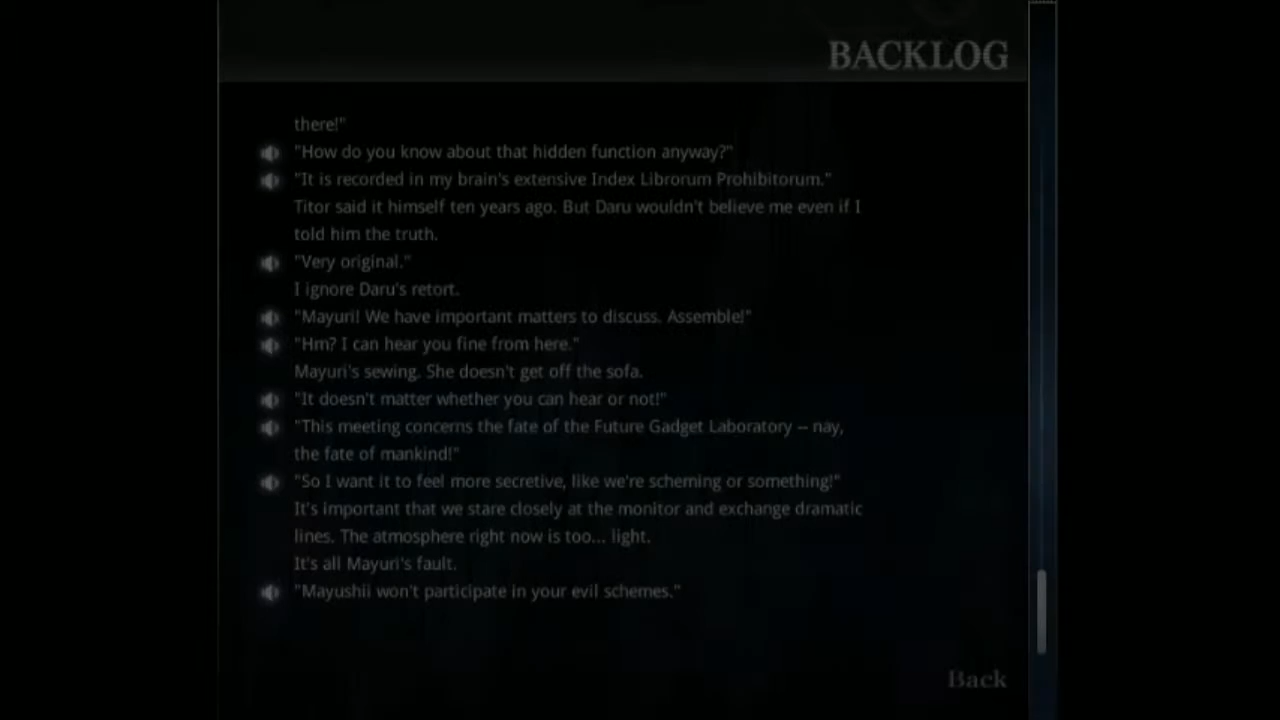 BACKLOG
there!"
"How do you know about that hidden function anyway?"
"It is recorded in my brain's extensive Index Librorum Prohibitorum."
Titor said it himself ten years ago. But Daru wouldn't believe me even if I
told him the truth.
"Very original."
I ignore Daru's retort.
"Mayuri! We have important matters to discuss. Assemble!"
"Hm? I can hear you fine from here."
Mayuri's sewing. She doesn't get off the sofa.
"It doesn't matter whether you can hear or not!"
"This meeting concerns the fate of the Future Gadget Laboratory -- nay,
the fate of mankind!"
"So I want it to feel more secretive, like we're scheming or something!"
It's important that we stare closely at the monitor and exchange dramatic
lines. The atmosphere right now is too... light.
It's all Mayuri's fault.
"Mayushii won't participate in your evil schemes."
Back